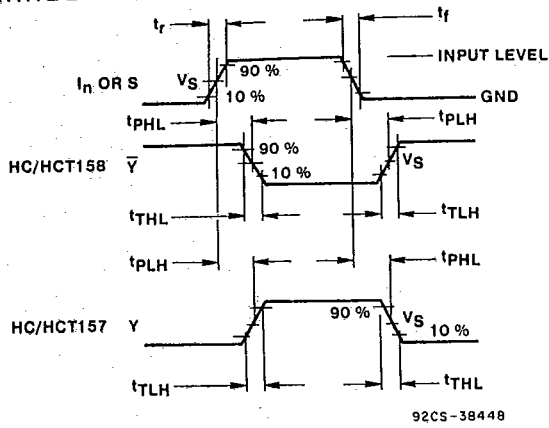 tr
tf
INPUT LEVEL
In OR S
VS
90 %
10 %
GND
tPHL
tPLH
HC/HCT158 Y̅
90 %
10 %
VS
tTHL
tTLH
tPLH
tPHL
HC/HCT157 Y
90 %
VS
10 %
tTLH
tTHL
92CS-38448